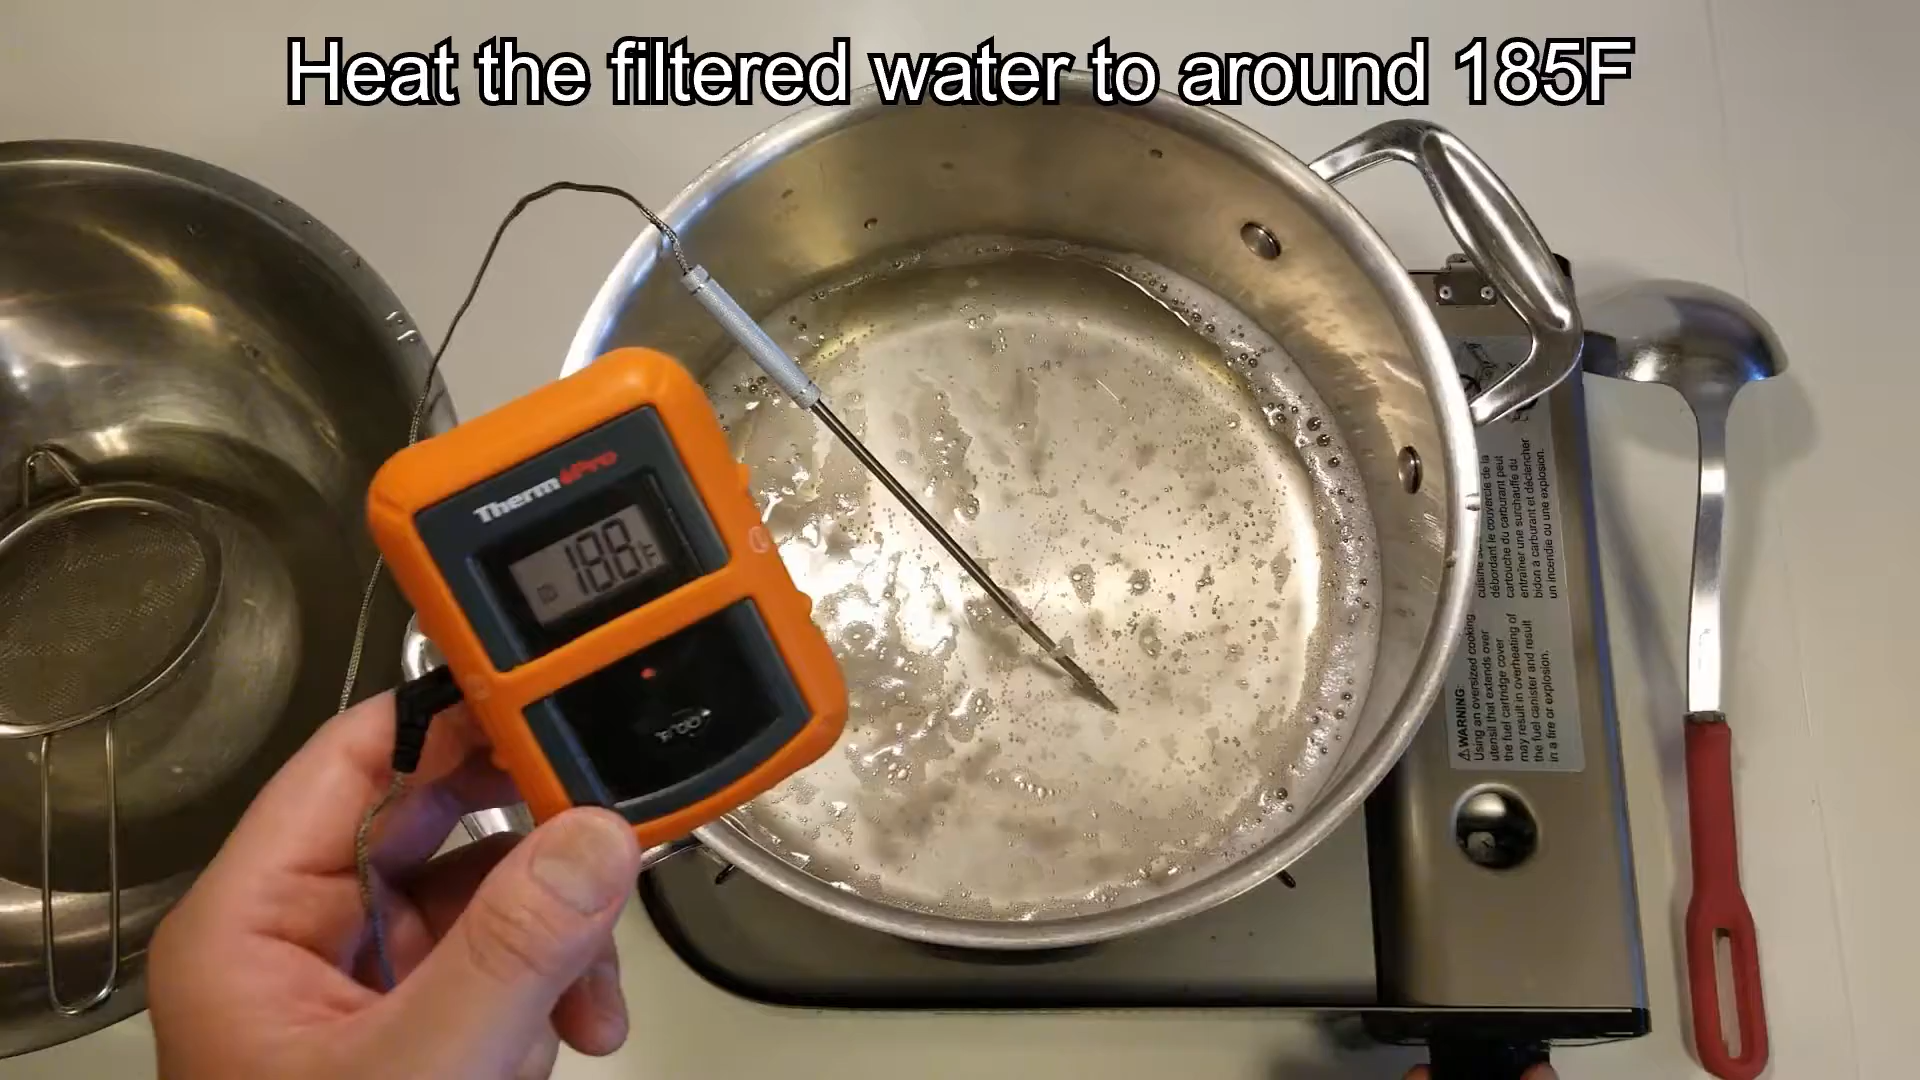 Heat the filtered water to around 185F
ThermoPro
188°F
débordant le couvercle de la
cartouche du carburant peut
entraîner une surchauffe du
bidon à carburant et déclencher
un incendie ou une explosion.
⚠WARNING:
Using an oversized cooking
utensil that extends over
the fuel cartridge cover
may result in overheating of
the fuel canister and result
in a fire or explosion.